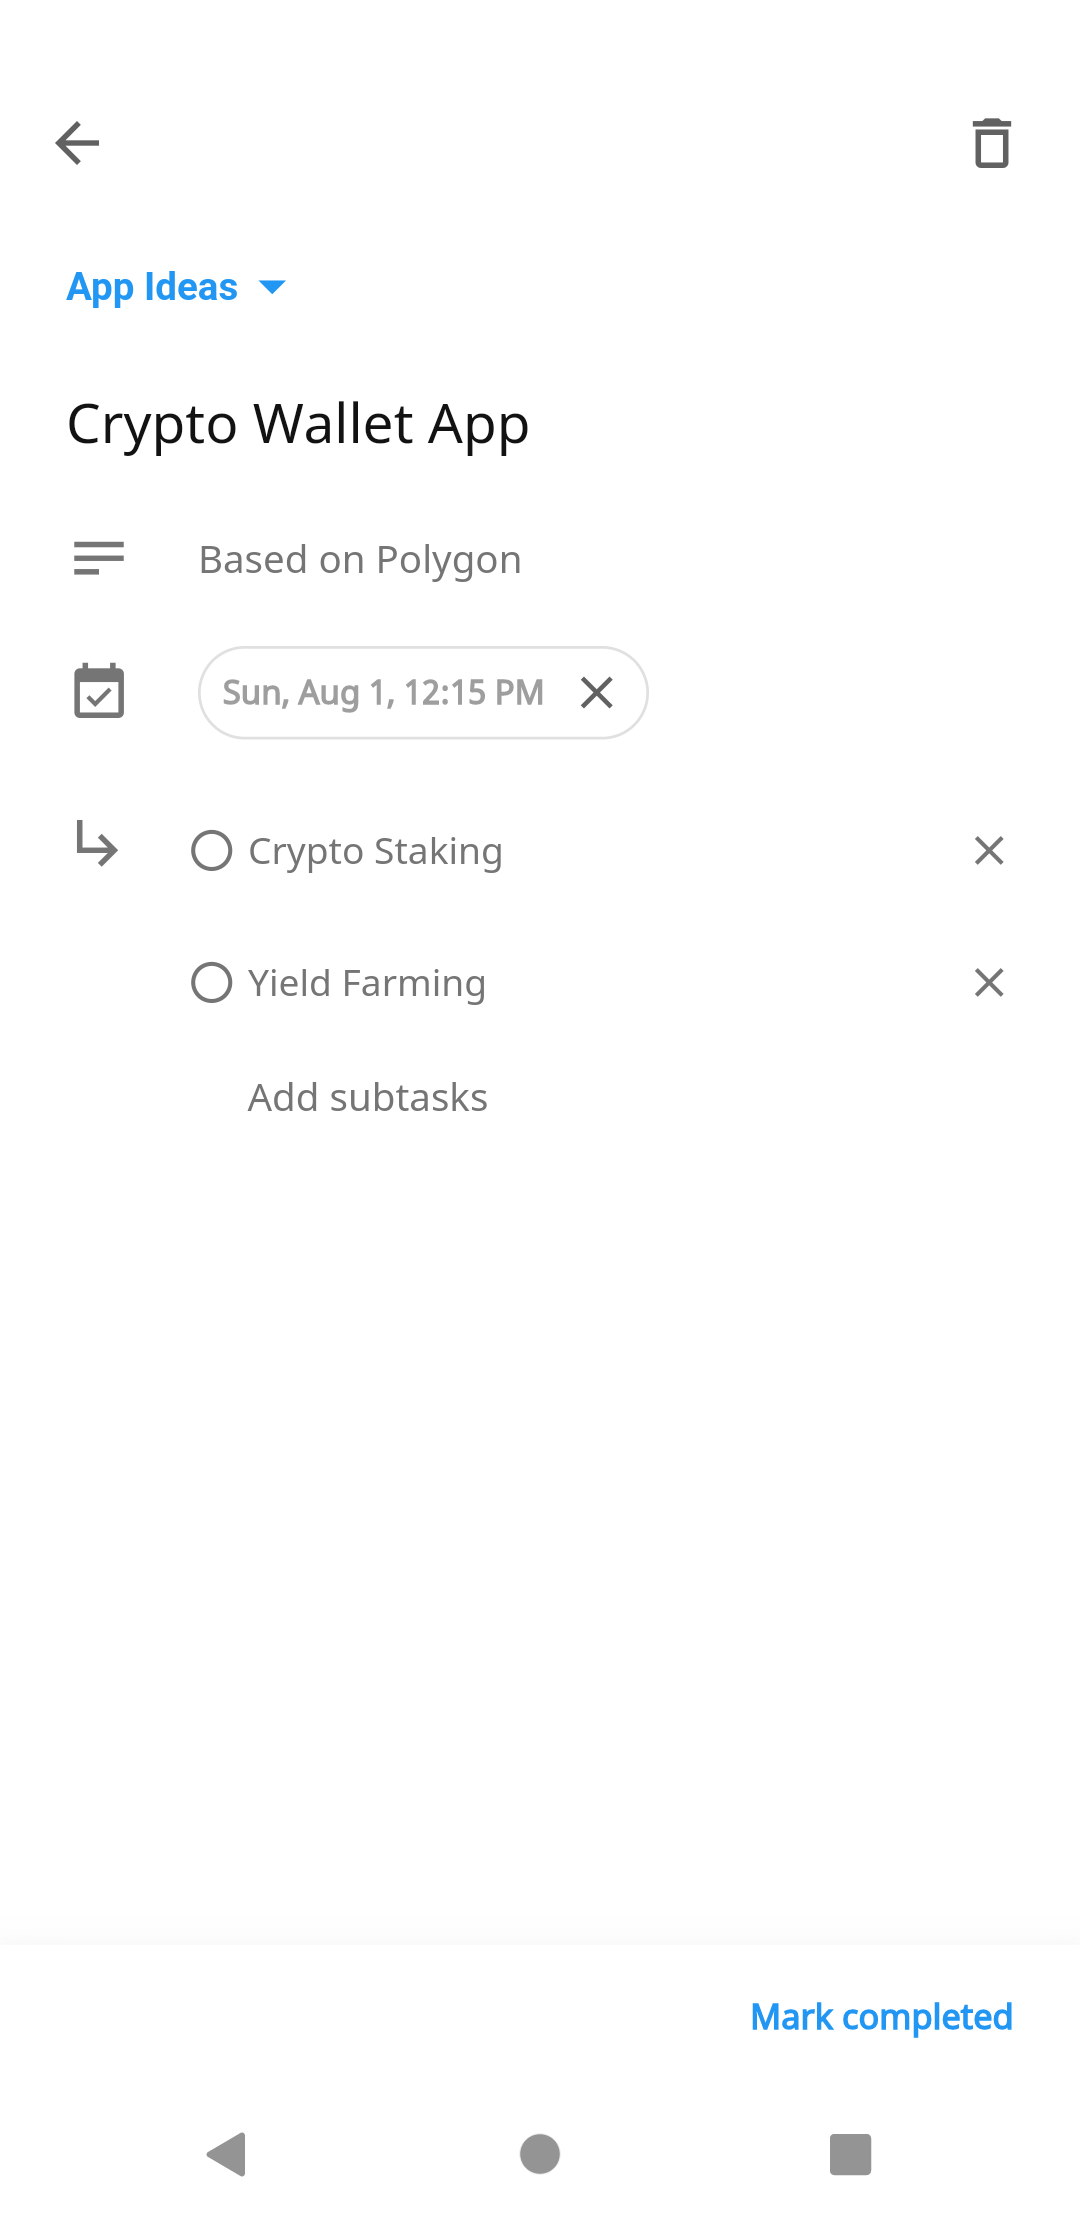 App Ideas
Crypto Wallet App
Based on Polygon
Sun, Aug 1, 12:15 PM
Crypto Staking
Yield Farming
Add subtasks
Mark completed